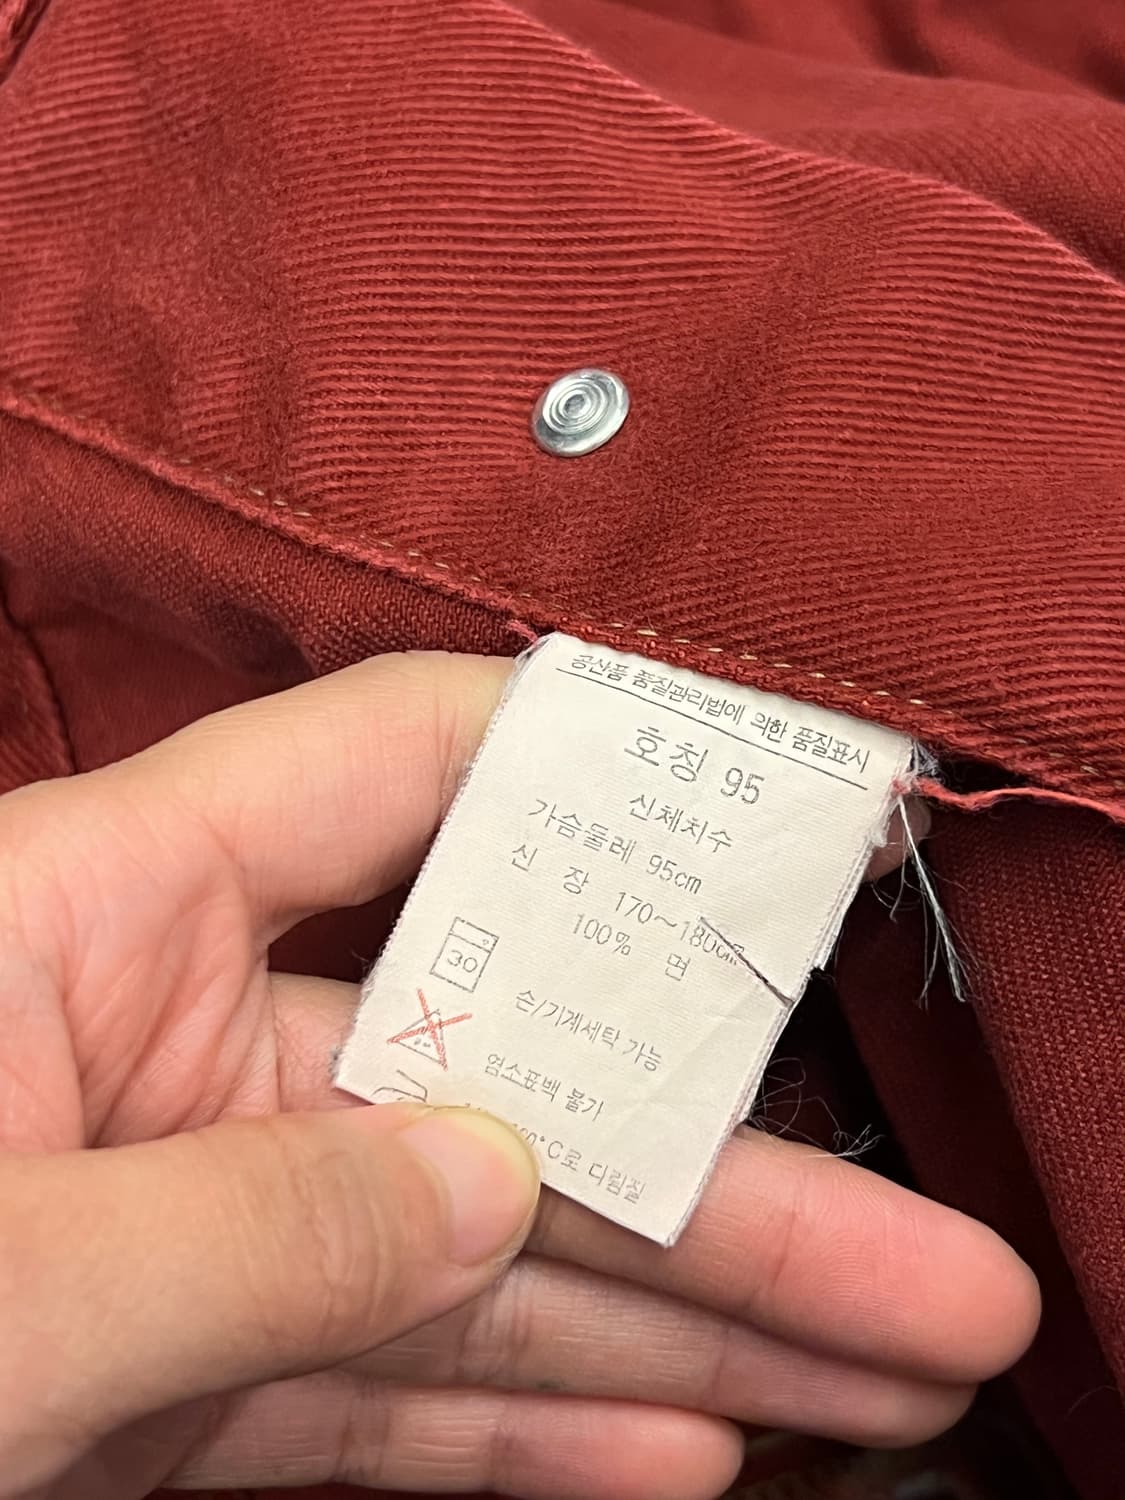 공산품 품질관리법에 의한 품질표시
호칭 95
신체치수
가슴둘레 95cm
신 장 170~180cm
100% 면
30
손/기계세탁 가능
염소표백 불가
°C로 다림질